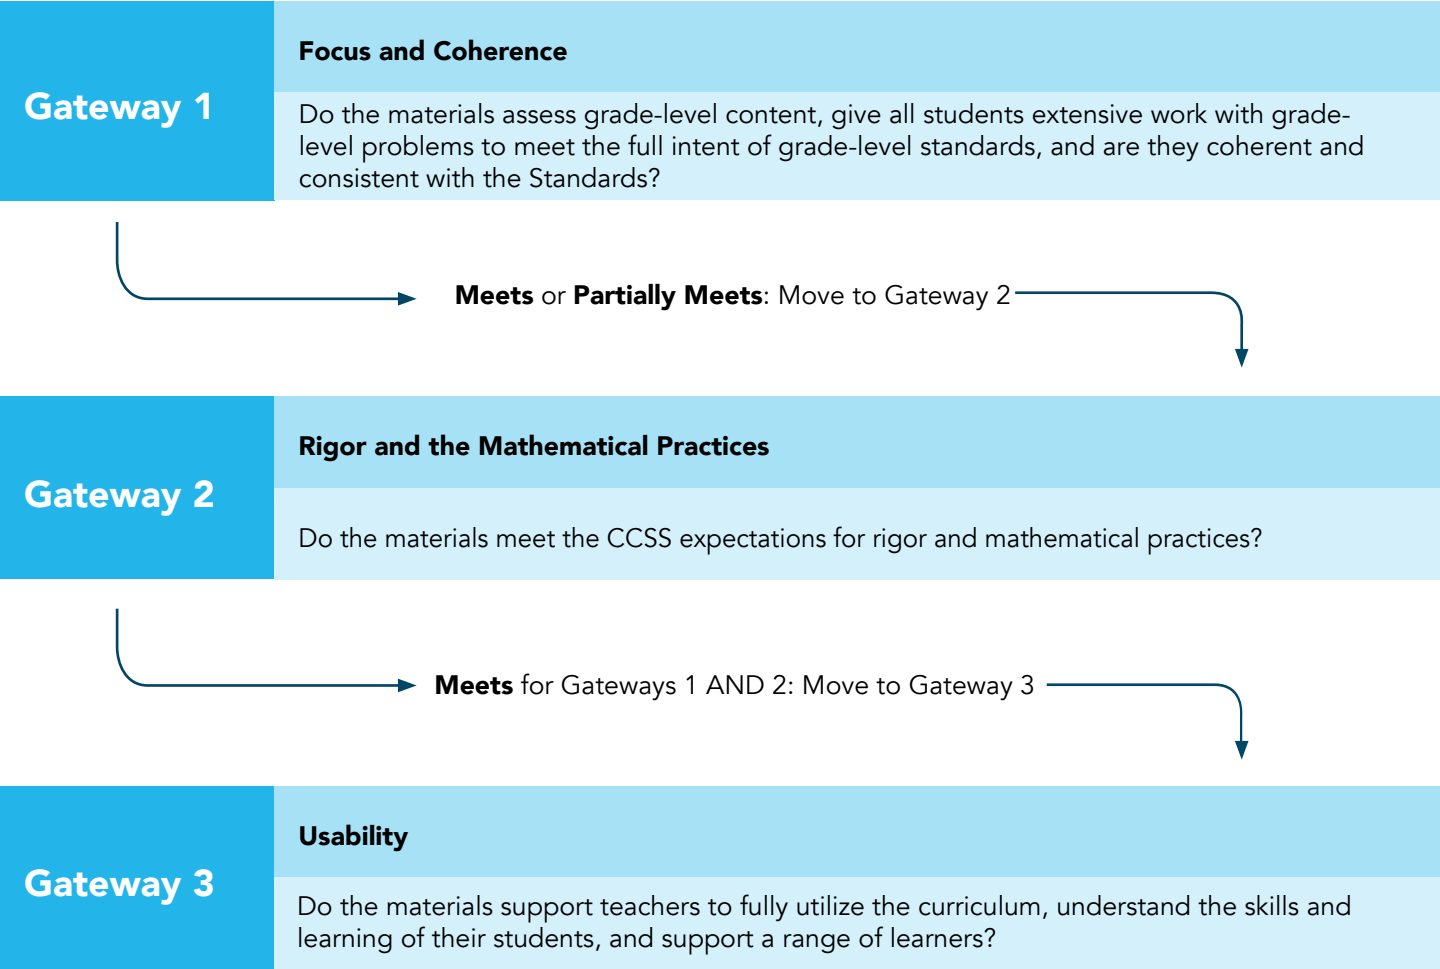 Gateway 1
Focus and Coherence
Do the materials assess grade-level content, give all students extensive work with grade-
level problems to meet the full intent of grade-level standards, and are they coherent and
consistent with the Standards?
Meets or Partially Meets: Move to Gateway 2
Gateway 2
Rigor and the Mathematical Practices
Do the materials meet the CCSS expectations for rigor and mathematical practices?
Meets for Gateways 1 AND 2: Move to Gateway 3
Gateway 3
Usability
Do the materials support teachers to fully utilize the curriculum, understand the skills and
learning of their students, and support a range of learners?